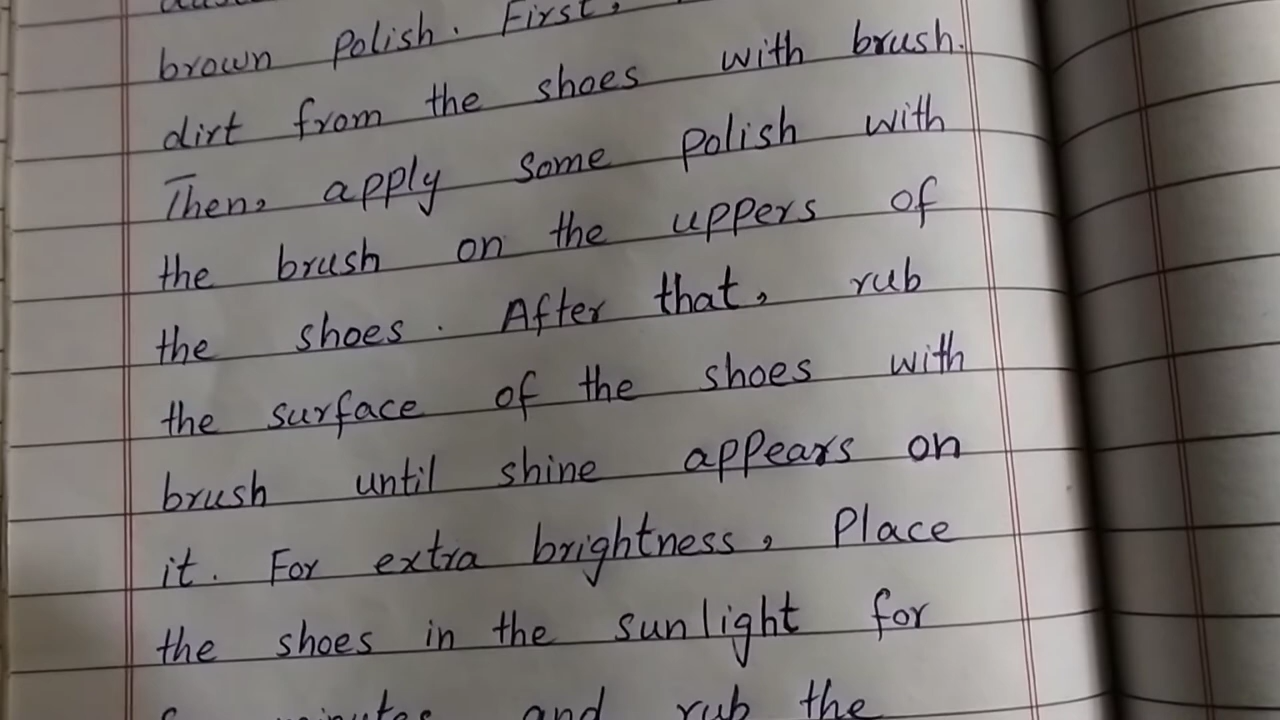 brown polish. First,
dirt from the shoes with brush.
Then, apply some polish with
the brush on the uppers of
the shoes. After that, rub
the surface of the shoes with
brush until shine appears on
it. For extra brightness, Place
the shoes in the sunlight for
minutes and rub the